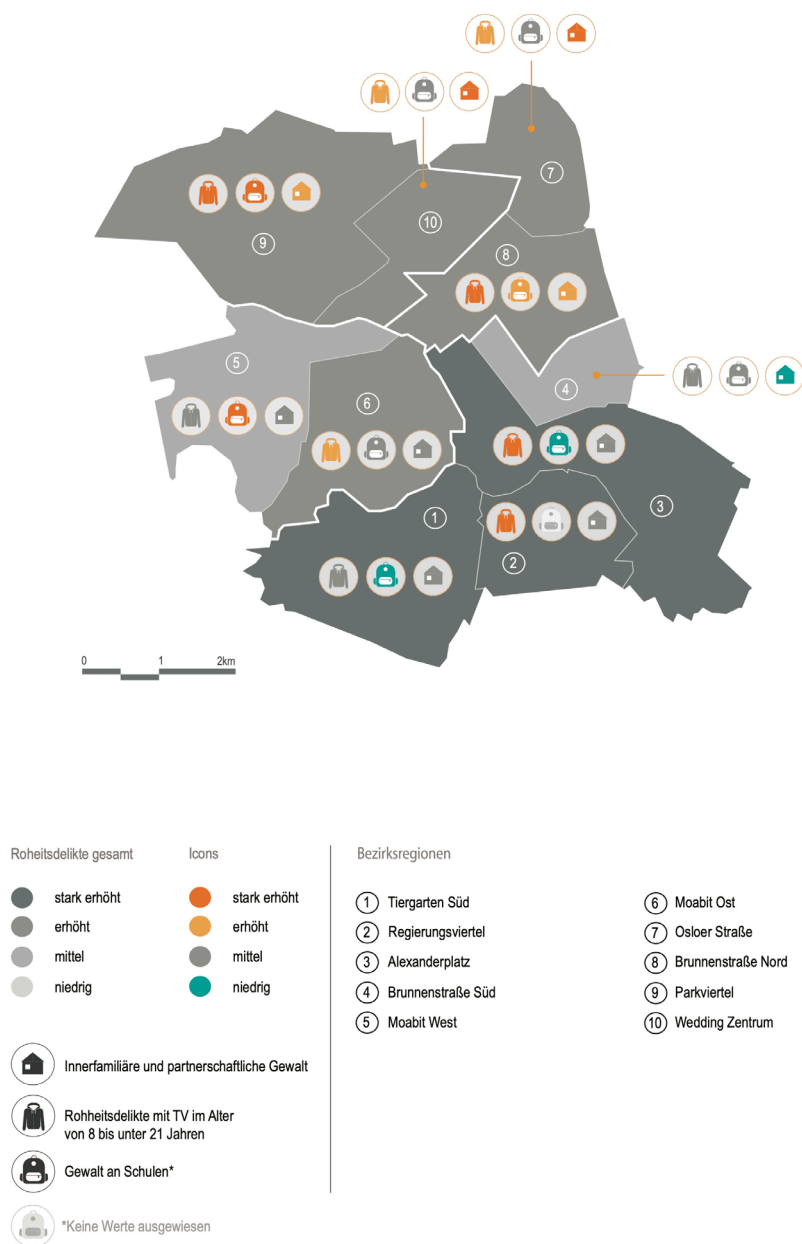 7
10
9
8
5
4
6
3
1
2
0 1 2km
Roheitsdelikte gesamt
stark erhöht
erhöht
mittel
niedrig
Icons
stark erhöht
erhöht
mittel
niedrig
Innerfamiliäre und partnerschaftliche Gewalt
Rohheitsdelikte mit TV im Alter
von 8 bis unter 21 Jahren
Gewalt an Schulen*
*Keine Werte ausgewiesen
Bezirksregionen
1 Tiergarten Süd
2 Regierungsviertel
3 Alexanderplatz
4 Brunnenstraße Süd
5 Moabit West
6 Moabit Ost
7 Osloer Straße
8 Brunnenstraße Nord
9 Parkviertel
10 Wedding Zentrum